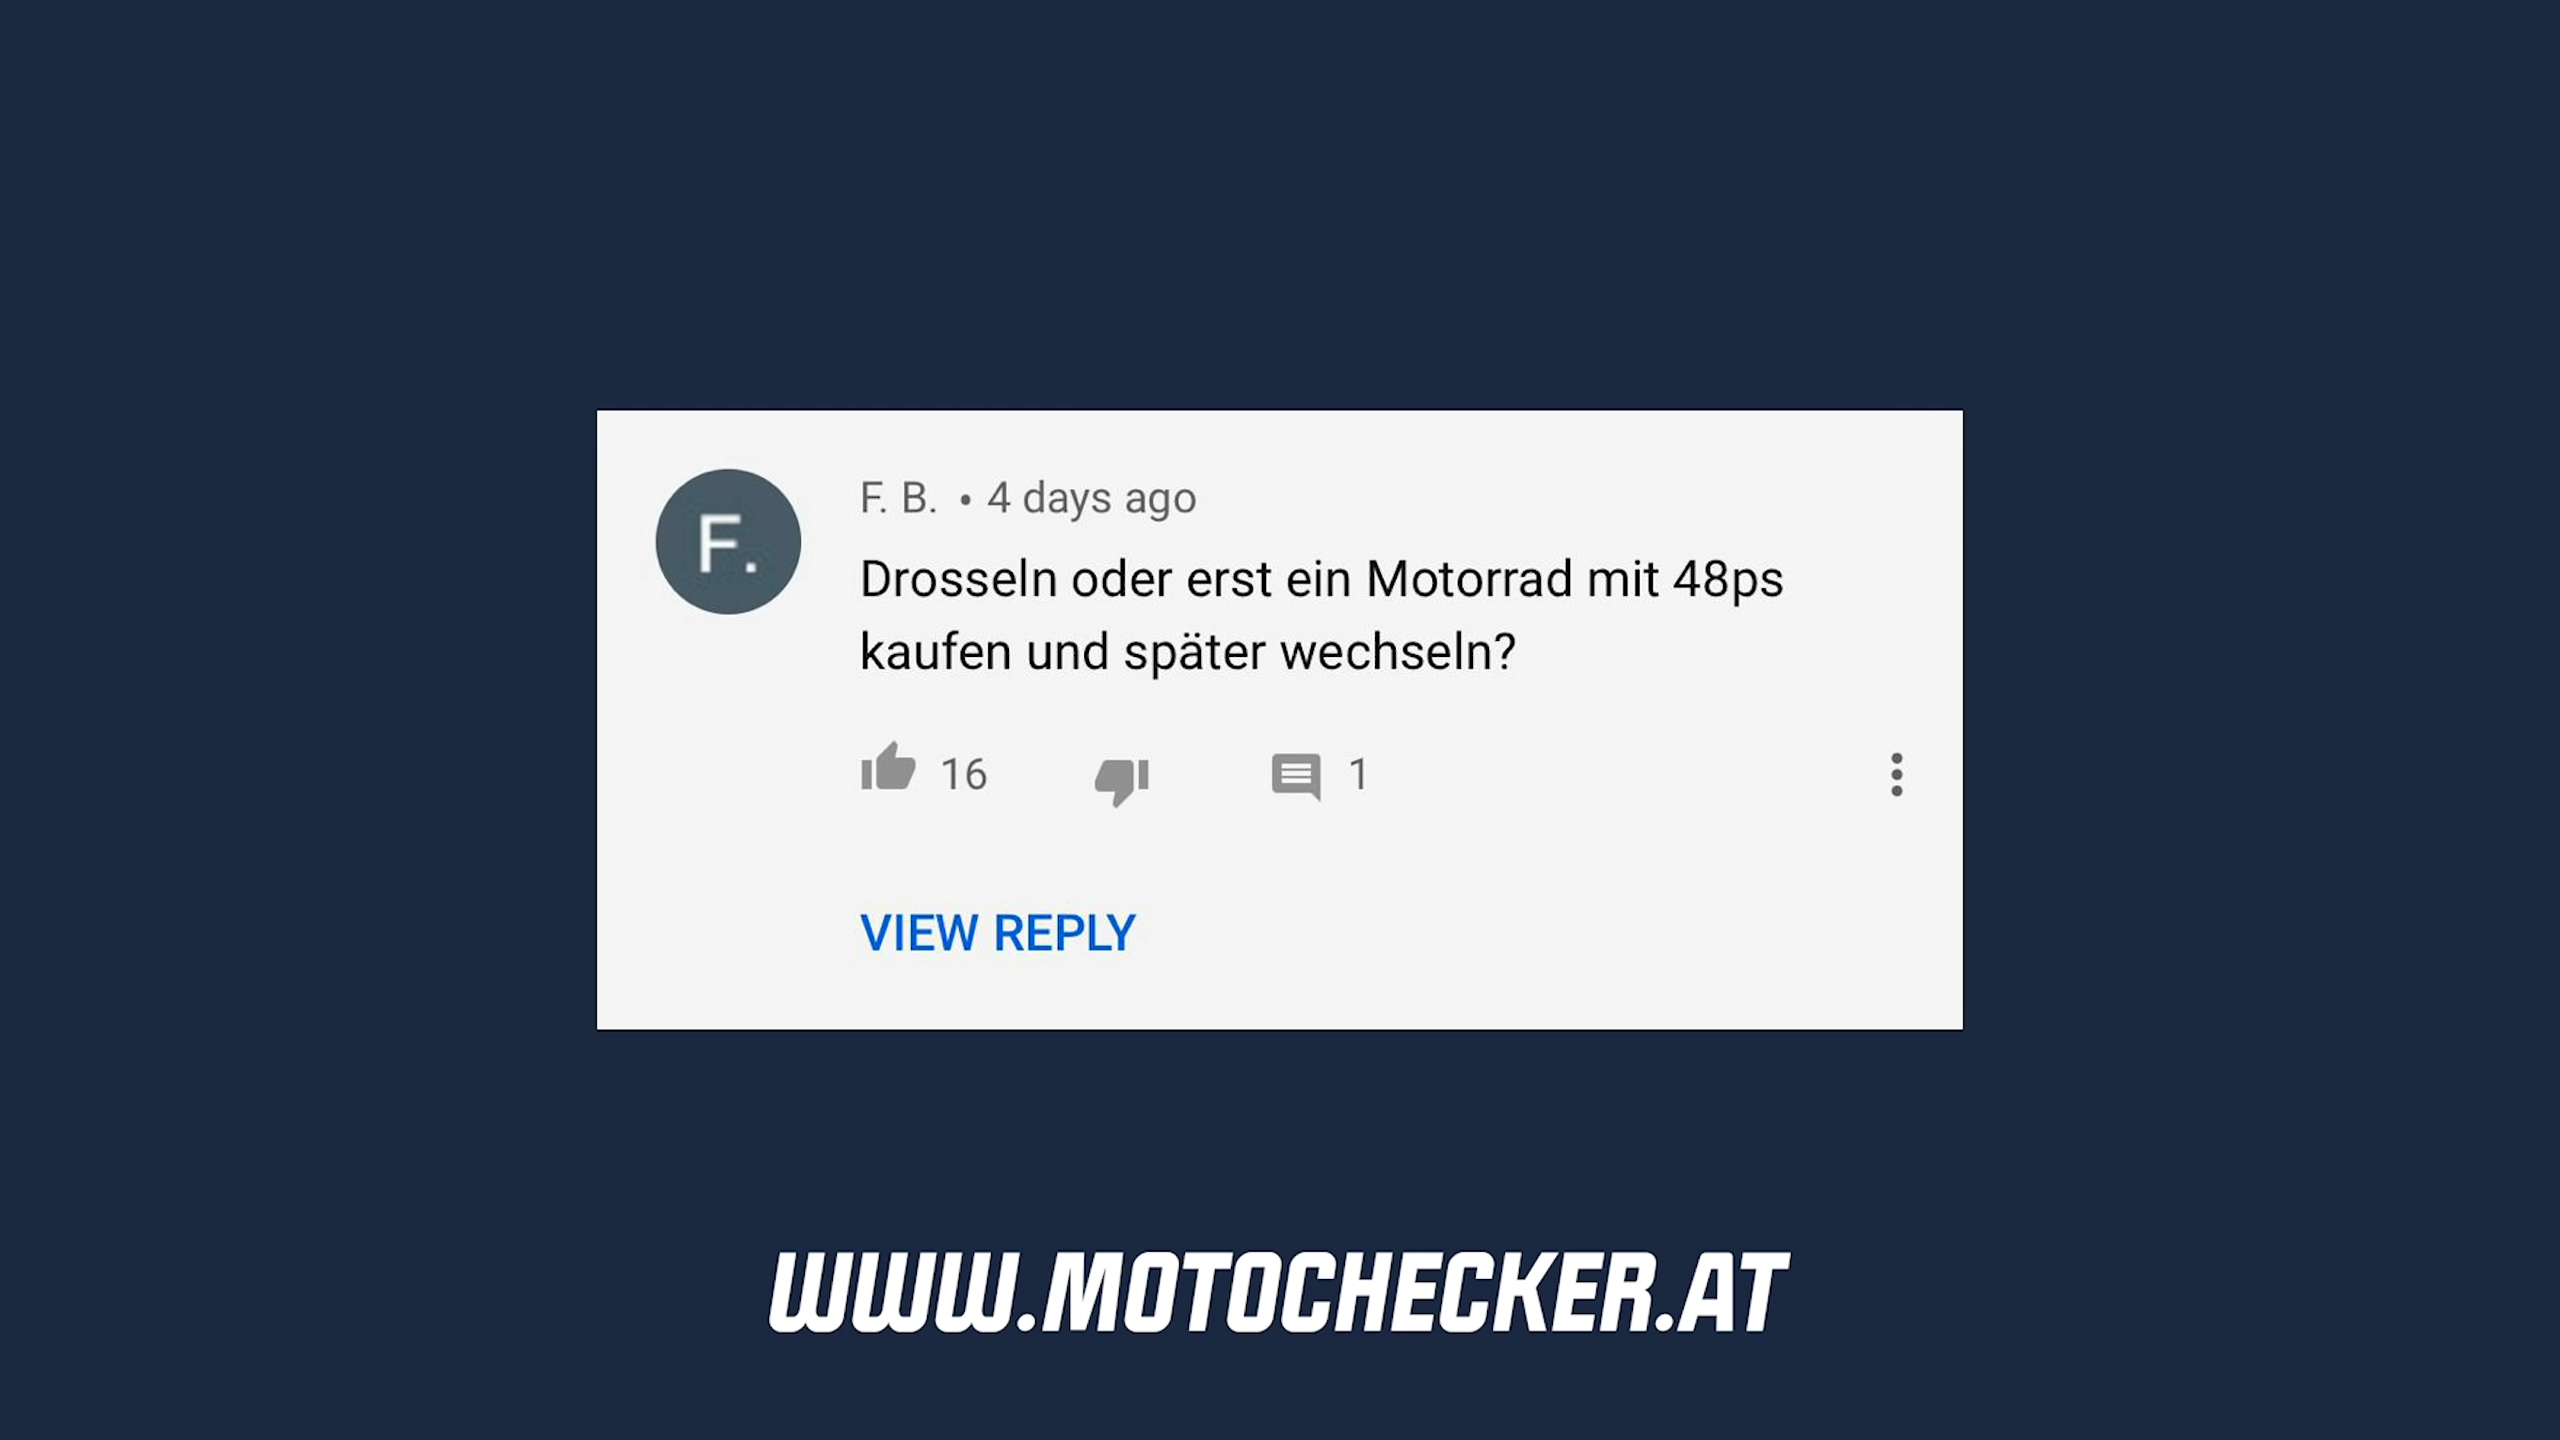 F.
F. B. • 4 days ago
Drosseln oder erst ein Motorrad mit 48ps
kaufen und später wechseln?
16 1
VIEW REPLY
WWW.MOTOCHECKER.AT